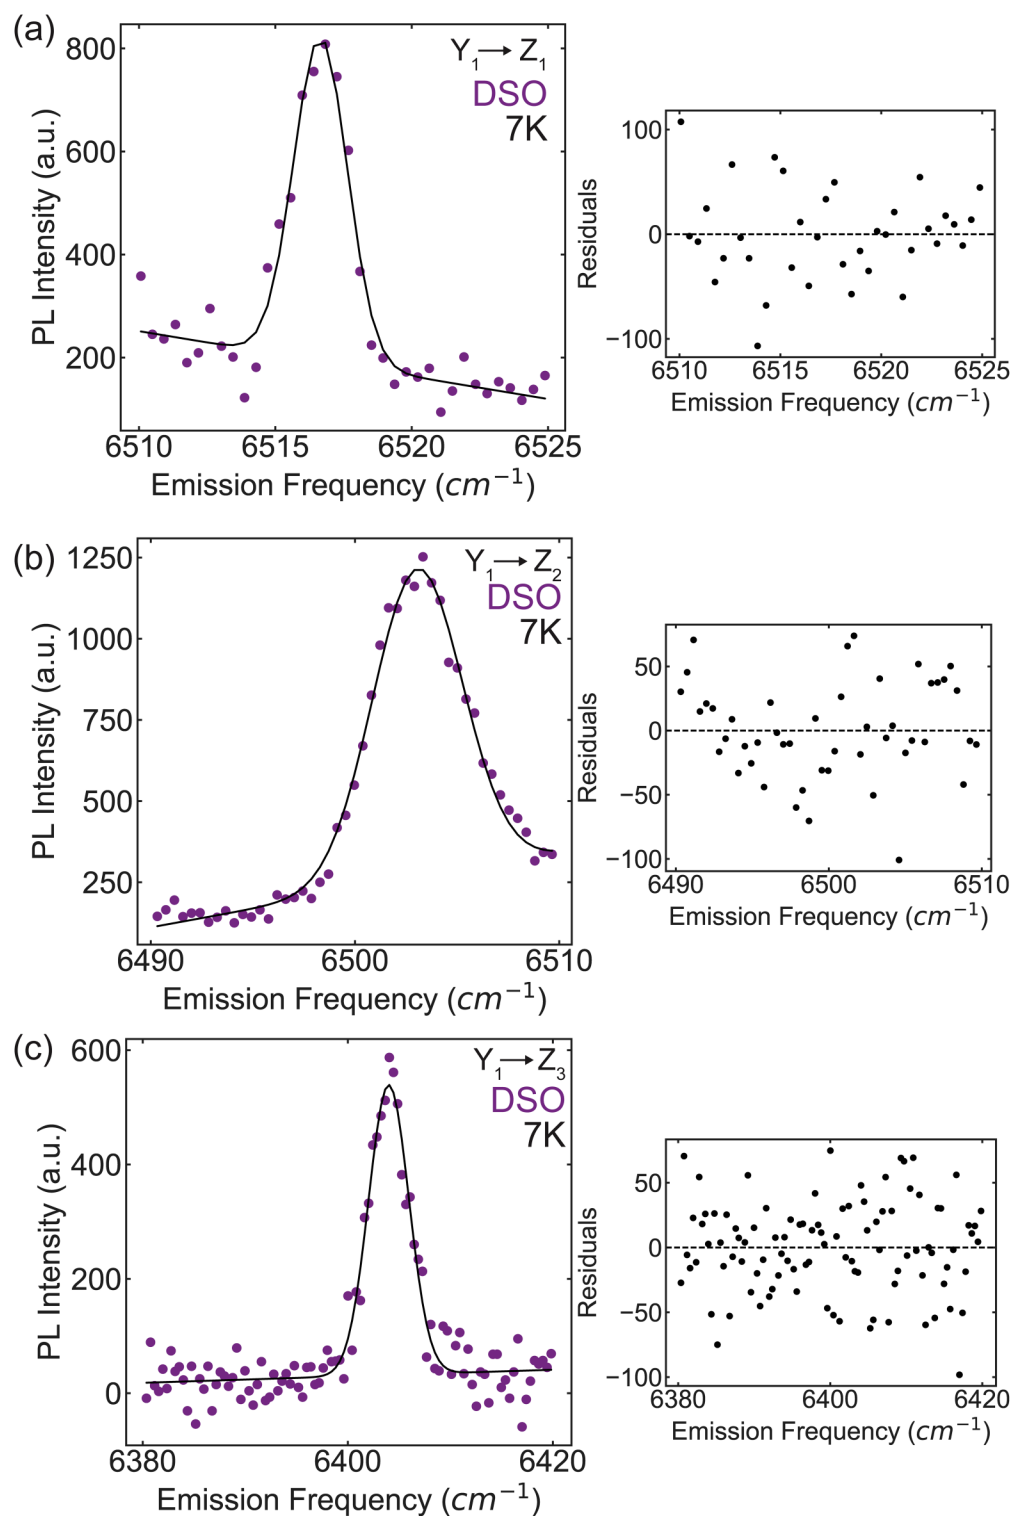 (a)
800
600
400
200
PL Intensity (a.u.)
Y1 → Z1
DSO
7K
6510 6515 6520 6525
Emission Frequency (cm⁻¹)
100
0
−100
Residuals
6510 6515 6520 6525
Emission Frequency (cm⁻¹)
(b)
1250
1000
750
500
250
PL Intensity (a.u.)
Y1 → Z2
DSO
7K
6490 6500 6510
Emission Frequency (cm⁻¹)
50
0
−50
−100
Residuals
6490 6500 6510
Emission Frequency (cm⁻¹)
(c)
600
400
200
0
PL Intensity (a.u.)
Y1 → Z3
DSO
7K
6380 6400 6420
Emission Frequency (cm⁻¹)
50
0
−50
−100
Residuals
6380 6400 6420
Emission Frequency (cm⁻¹)